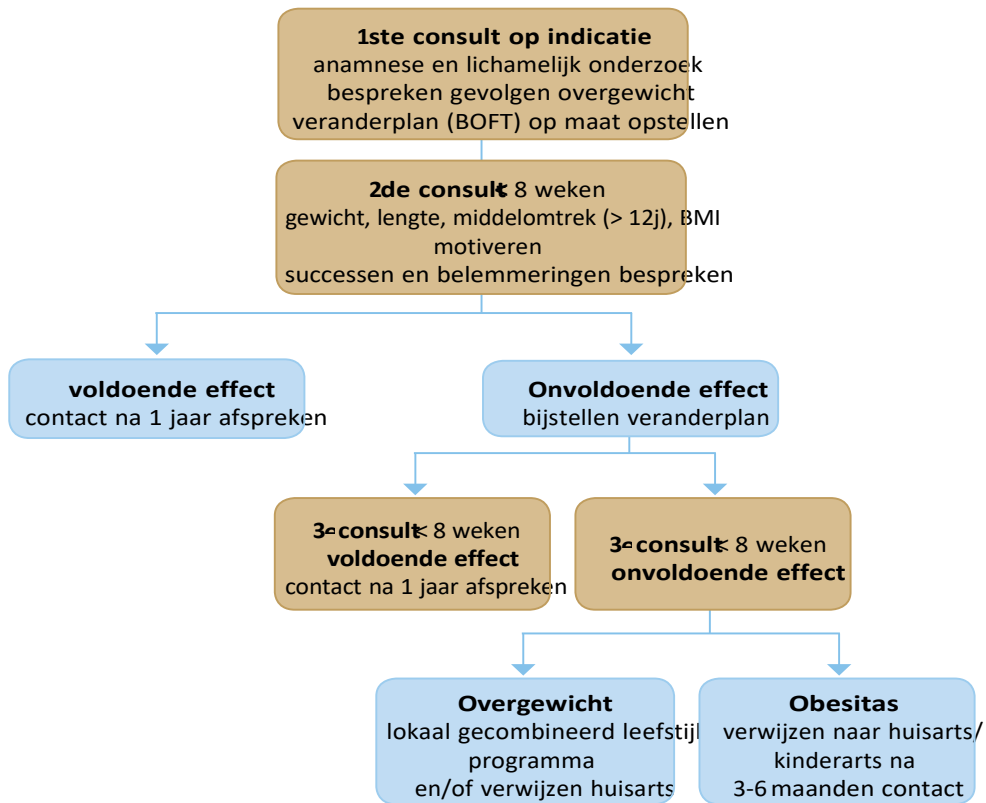 1ste consult op indicatie
anamnese en lichamelijk onderzoek
bespreken gevolgen overgewicht
veranderplan (BOFT) op maat opstellen
2de consult < 8 weken
gewicht, lengte, middelomtrek (> 12j), BMI
motiveren
successen en belemmeringen bespreken
voldoende effect
contact na 1 jaar afspreken
Onvoldoende effect
bijstellen veranderplan
3 consult < 8 weken
voldoende effect
contact na 1 jaar afspreken
3 consult < 8 weken
onvoldoende effect
Overgewicht
lokaal gecombineerd leefstijl
programma
en/of verwijzen huisarts
Obesitas
verwijzen naar huisarts/
kinderarts na
3-6 maanden contact